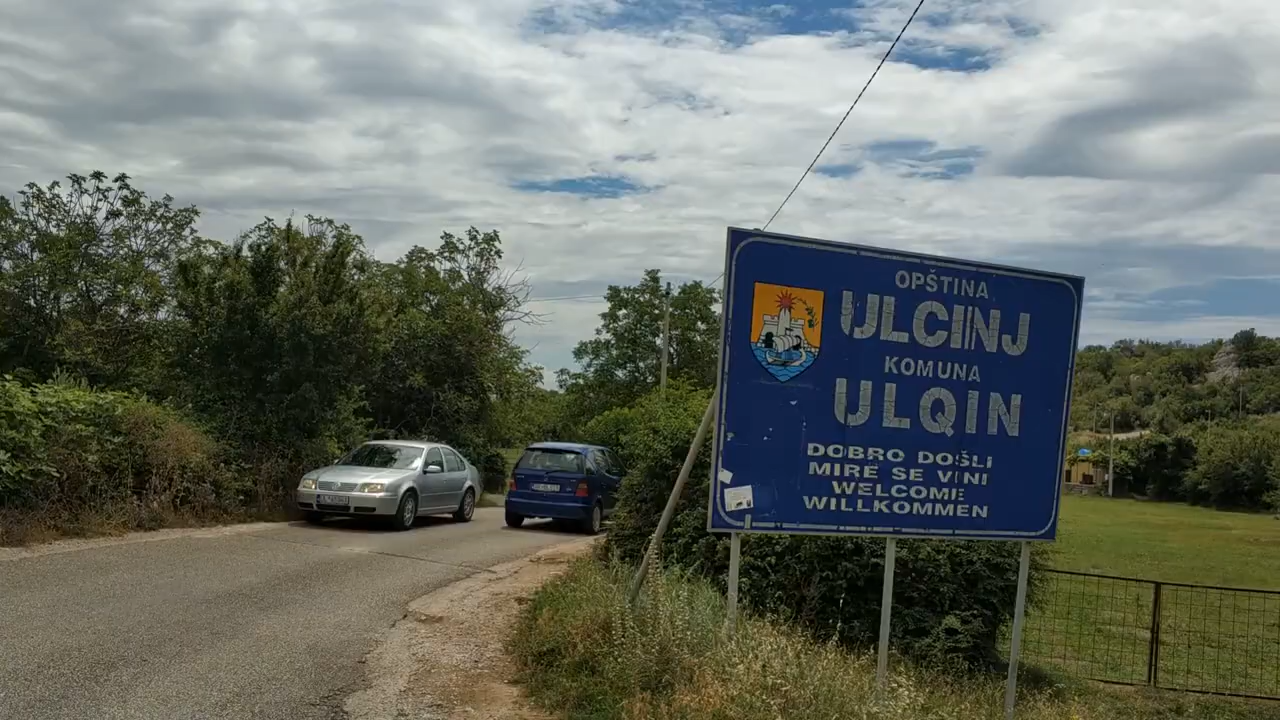 OPŠTINA
ULCINJ
KOMUNA
ULQIN
DOBRO DOŠLI
MIRË SE VINI
WELCOME
WILLKOMMEN